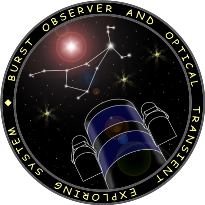 BURST OBSERVER AND OPTICAL TRANSIENT EXPLORING SYSTEM